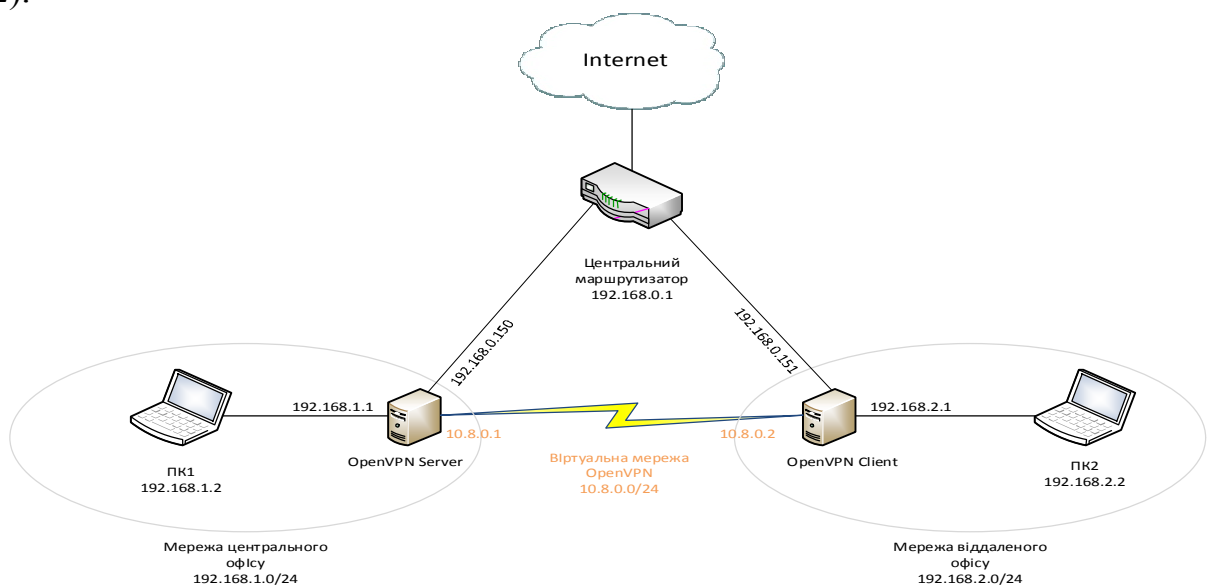 2).
Internet
Центральний
маршрутизатор
192.168.0.1
192.168.0.150
192.168.0.151
192.168.1.1
192.168.2.1
10.8.0.1
10.8.0.2
ПК1
192.168.1.2
OpenVPN Server
ВІртуальна мережа
OpenVPN
10.8.0.0/24
OpenVPN Client
ПК2
192.168.2.2
Мережа центрального
офІсу
192.168.1.0/24
Мережа віддаленого
офісу
192.168.2.0/24